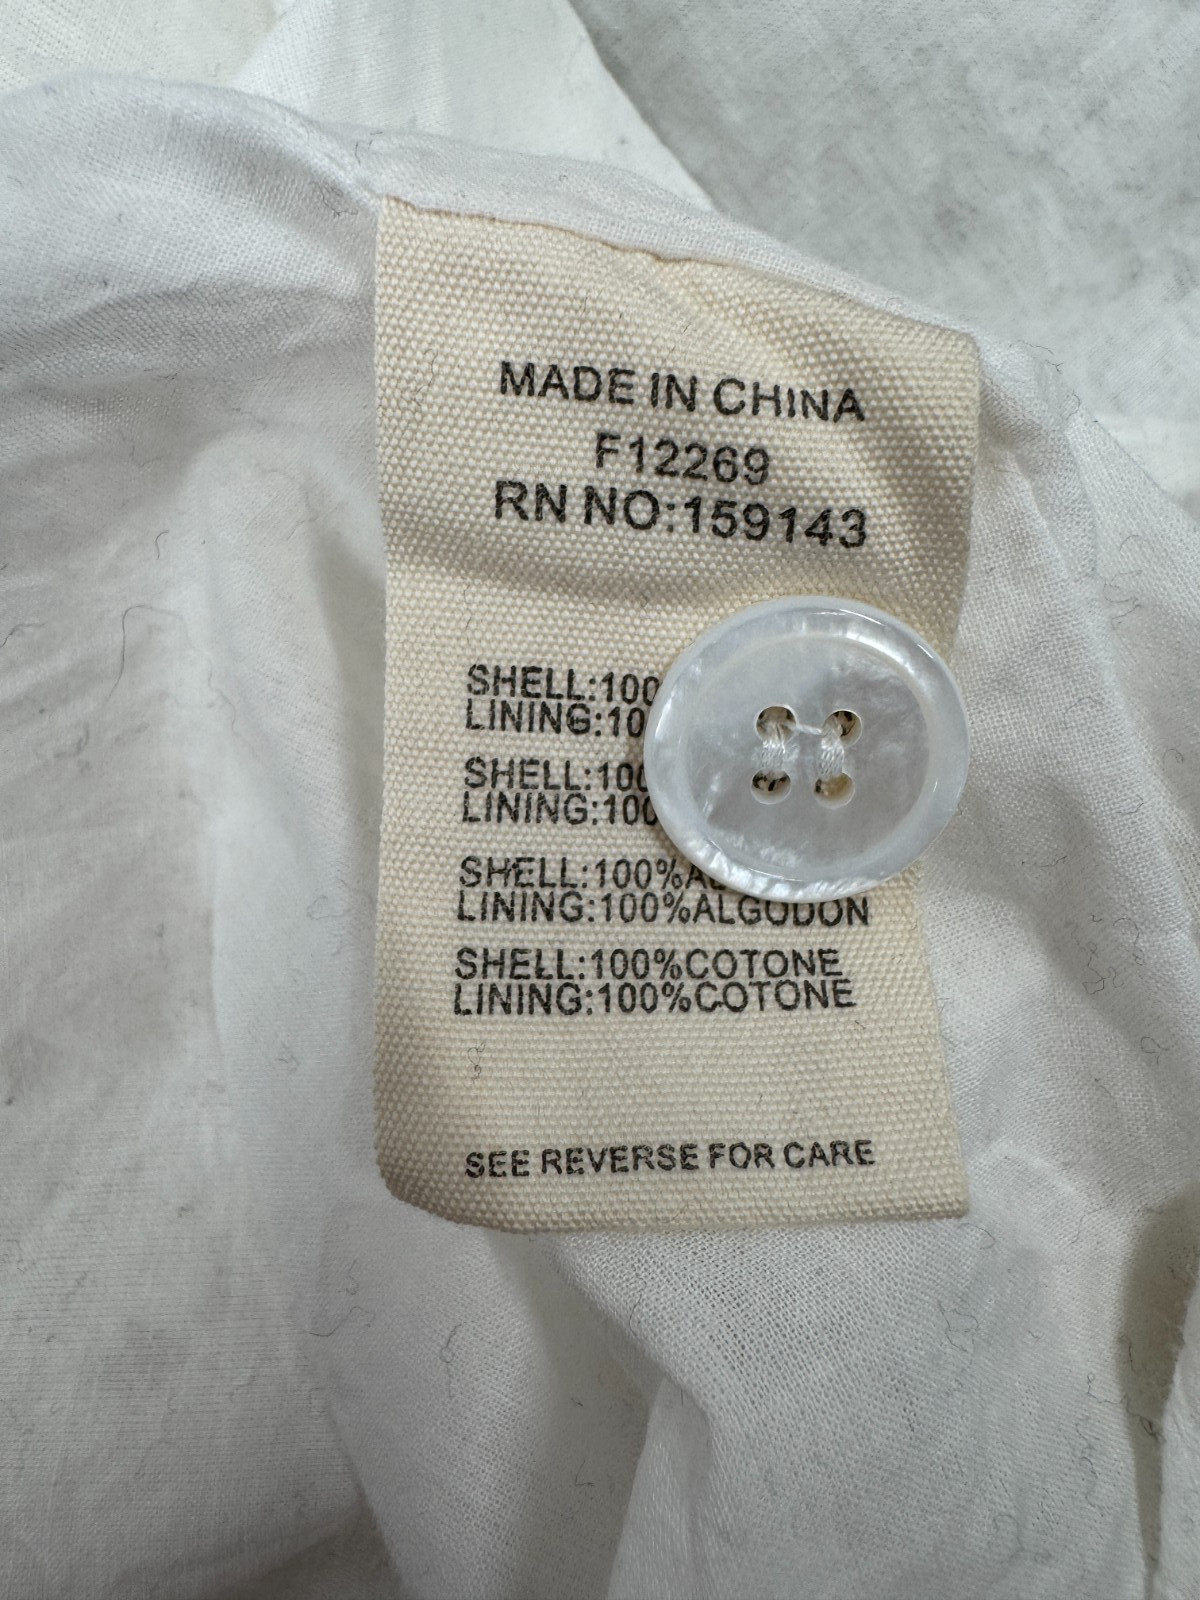 MADE IN CHINA
F12269
RN NO:159143
SHELL:100
LINING:10
SHELL:100
LINING:100
SHELL:100%A
LINING:100%ALGODON
SHELL:100%COTONE
LINING:100%COTONE
SEE REVERSE FOR CARE